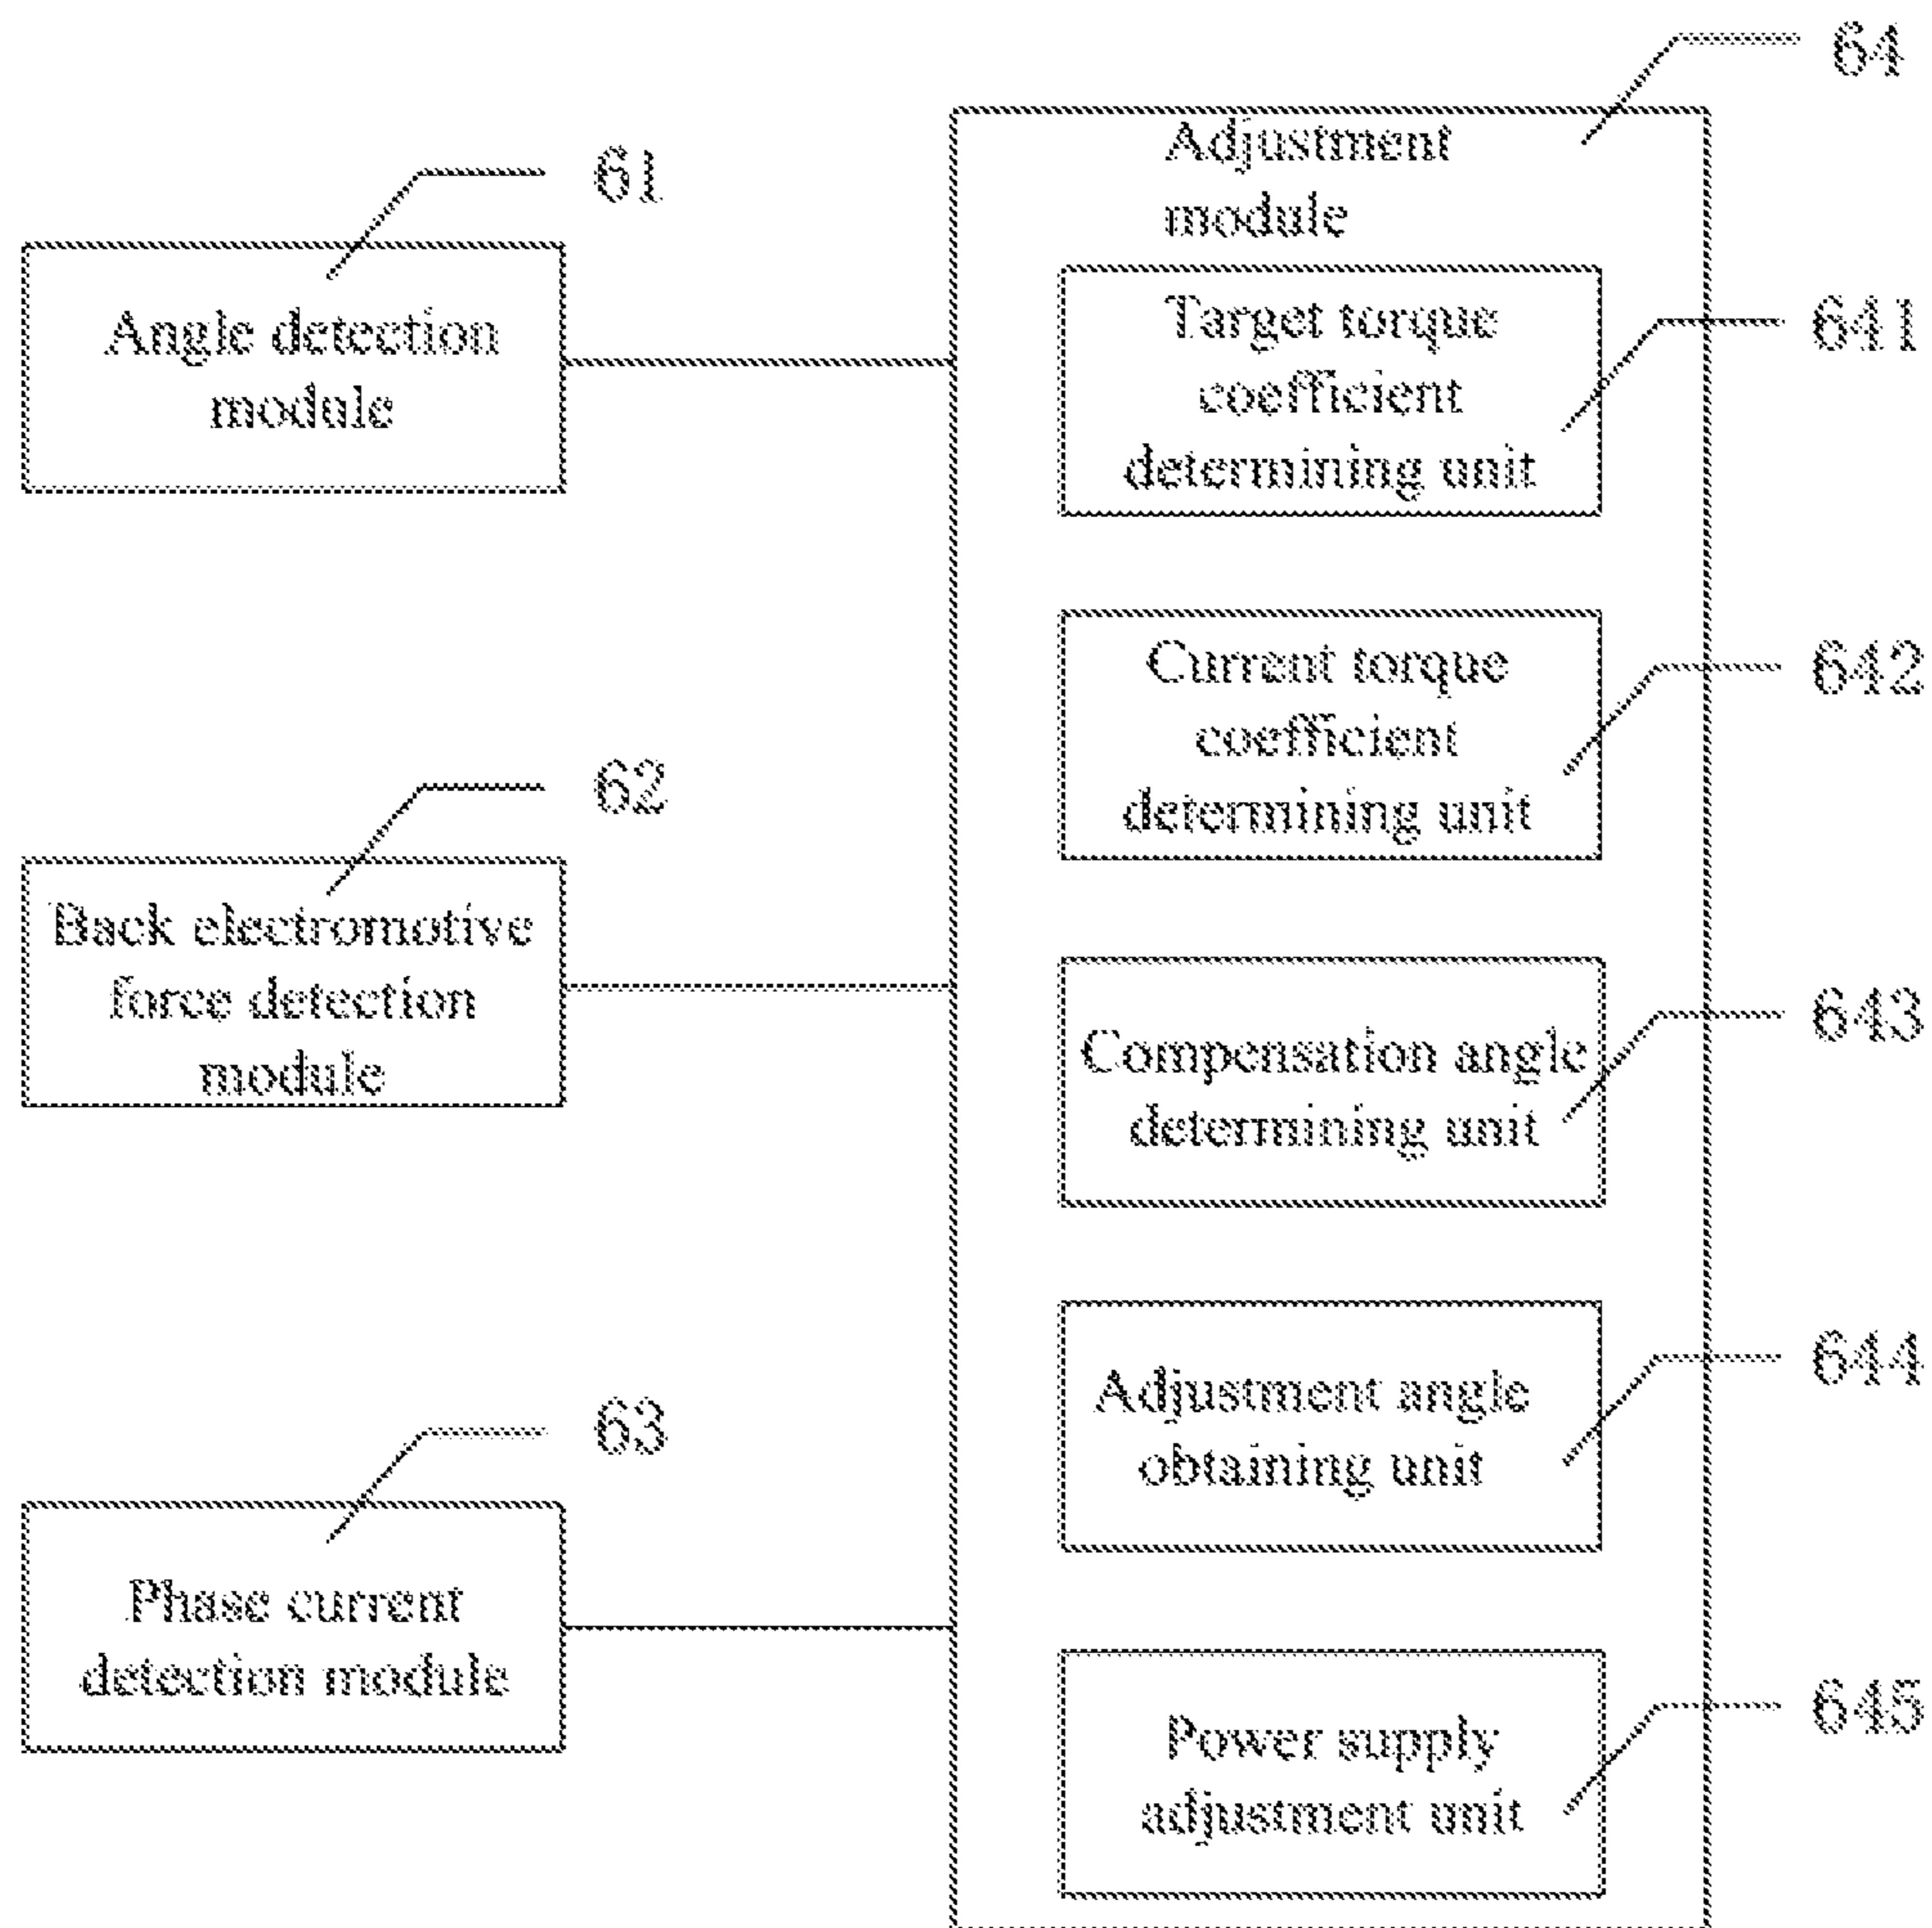 64
Adjustment
module
61
Angle detection
module
Target torque
coefficient
determining unit
641
Current torque
coefficient
determining unit
642
62
Back electromotive
force detection
module
Compensation angle
determining unit
643
Adjustment angle
obtaining unit
644
63
Phase current
detection module
Power supply
adjustment unit
645